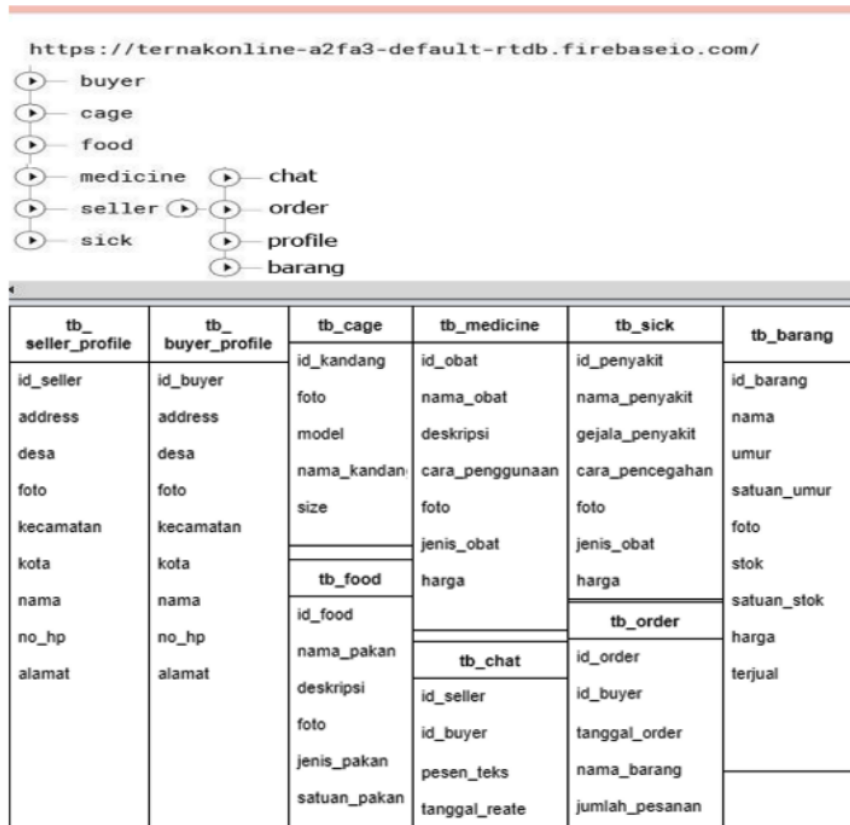 https://ternakonline-a2fa3-default-rtdb.firebaseio.com/
buyer
cage
food
medicine
chat
seller
order
sick
profile
barang
tb_
seller_profile
id_seller
address
desa
foto
kecamatan
kota
nama
no_hp
alamat
tb_
buyer_profile
id_buyer
address
desa
foto
kecamatan
kota
nama
no_hp
alamat
tb_cage
id_kandang
foto
model
nama_kandan
size
tb_food
id_food
nama_pakan
deskripsi
foto
jenis_pakan
satuan_pakan
tb_medicine
id_obat
nama_obat
deskripsi
cara_penggunaan
foto
jenis_obat
harga
tb_chat
id_seller
id_buyer
pesen_teks
tanggal_reate
tb_sick
id_penyakit
nama_penyakit
gejala_penyakit
cara_pencegahan
foto
jenis_obat
harga
tb_order
id_order
id_buyer
tanggal_order
nama_barang
jumlah_pesanan
tb_barang
id_barang
nama
umur
satuan_umur
foto
stok
satuan_stok
harga
terjual